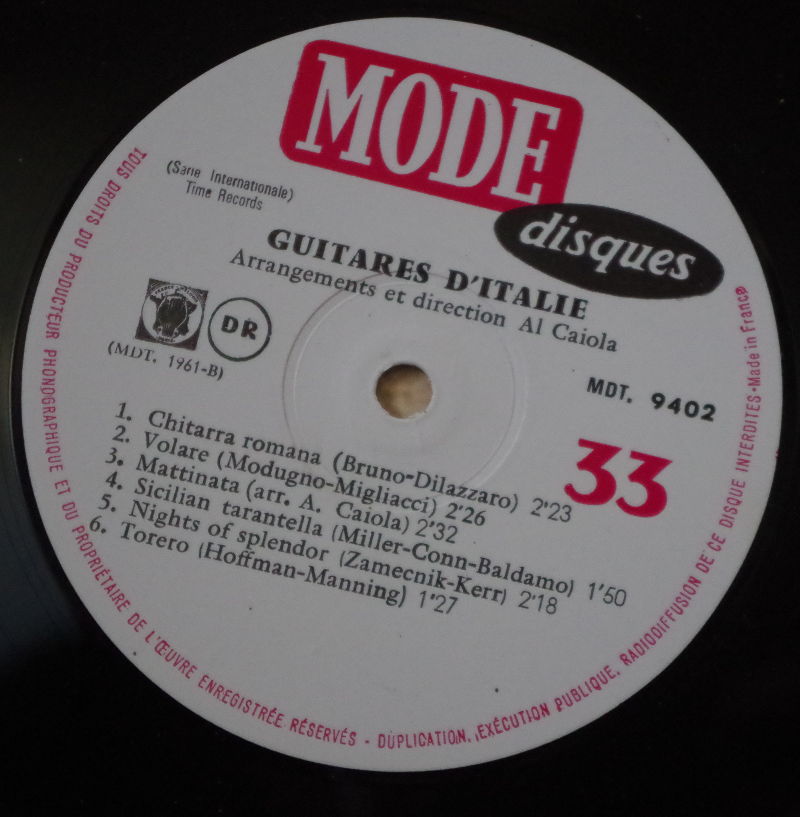 MODE
disques
(Sarie Internationale)
Time Records
GUITARES D'ITALIE
Arrangements et direction Al Caiola
DR
(MDT. 1961-B)
MDT. 9402
33
1. Chitarra romana (Bruno-Dilazzaro) 2'23
2. Volare (Modugno-Migliacci) 2'26
3. Mattinata (arr. A. Caiola) 2'32
4. Sicilian tarantella (Miller-Conn-Baldamo) 1'50
5. Nights of splendor (Zamecnik-Kerr) 2'18
6. Torero (Hoffman-Manning) 1'27
TOUS DROITS DU PRODUCTEUR PHONOGRAPHIQUE ET DU PROPRIÉTAIRE DE L'ŒUVRE ENREGISTRÉE RÉSERVÉS - DUPLICATION, EXÉCUTION PUBLIQUE, RADIODIFFUSION DE CE DISQUE INTERDITES - Made in France